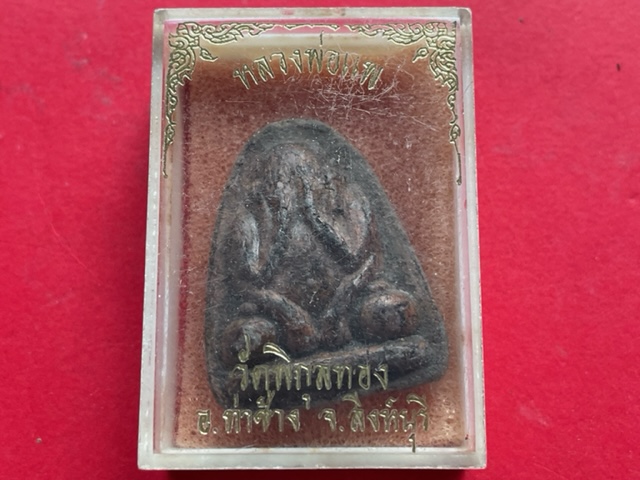 หลวงพ่อแพ
วัดพิกุลทอง
อ.ท่าช้าง จ.สิงห์บุรี